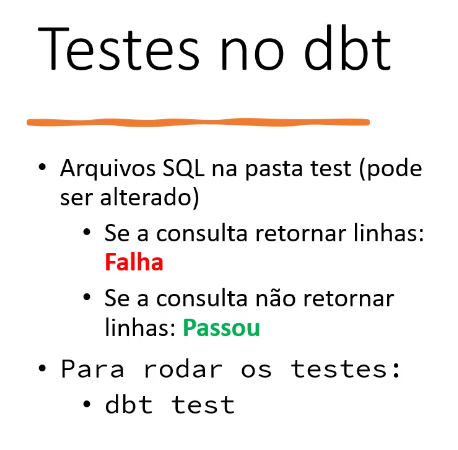 Testes no dbt
• Arquivos SQL na pasta test (pode
ser alterado)
• Se a consulta retornar linhas:
Falha
• Se a consulta não retornar
linhas: Passou
• Para rodar os testes:
• dbt test